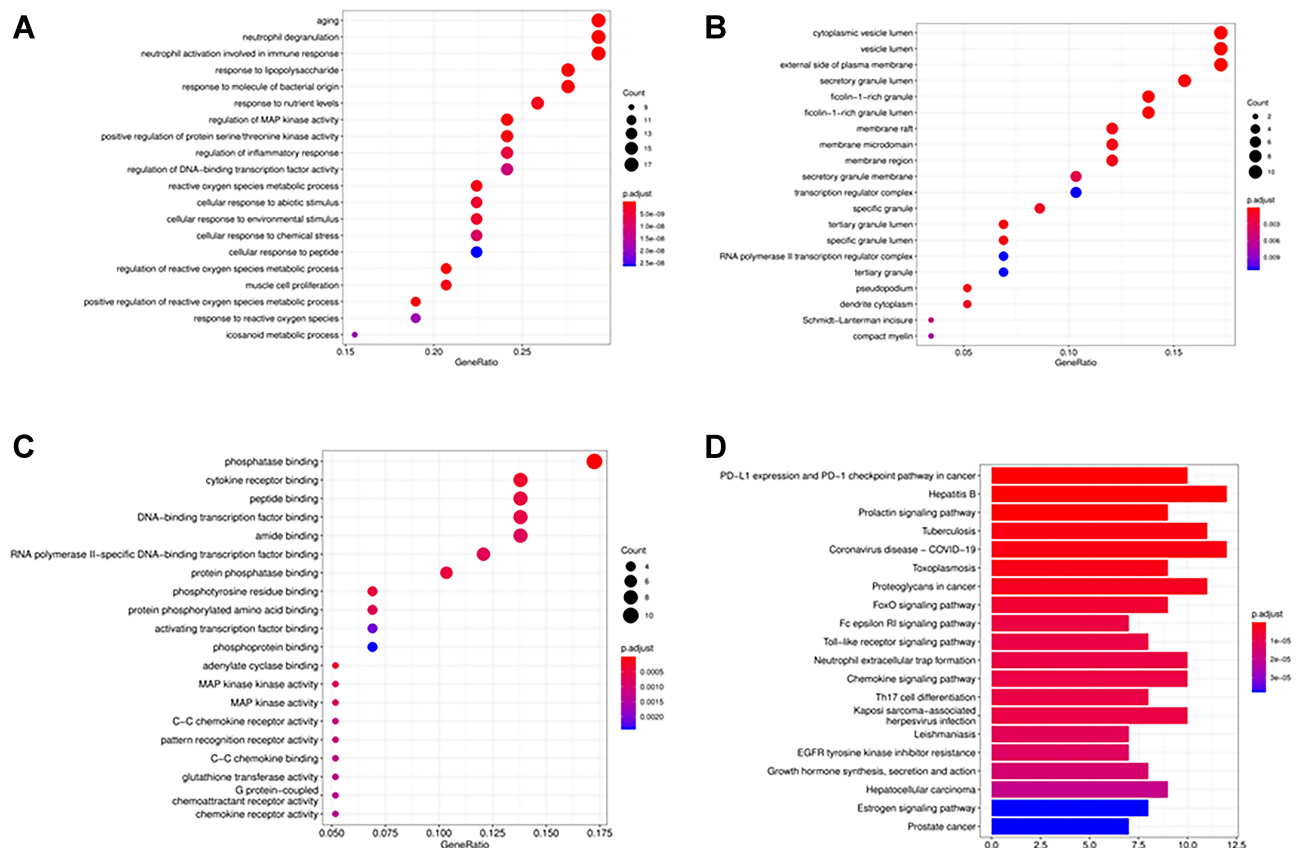 A
aging
neutrophil degranulation
neutrophil activation involved in immune response
response to lipopolysaccharide
response to molecule of bacterial origin
response to nutrient levels
regulation of MAP kinase activity
positive regulation of protein serine/threonine kinase activity
regulation of inflammatory response
regulation of DNA−binding transcription factor activity
reactive oxygen species metabolic process
cellular response to abiotic stimulus
cellular response to environmental stimulus
cellular response to chemical stress
cellular response to peptide
regulation of reactive oxygen species metabolic process
muscle cell proliferation
positive regulation of reactive oxygen species metabolic process
response to reactive oxygen species
icosanoid metabolic process
0.15 0.20 0.25
GeneRatio
Count
9
11
13
15
17
p.adjust
5.0e−09
1.0e−08
1.5e−08
2.0e−08
2.5e−08
B
cytoplasmic vesicle lumen
vesicle lumen
external side of plasma membrane
secretory granule lumen
ficolin−1−rich granule
ficolin−1−rich granule lumen
membrane raft
membrane microdomain
membrane region
secretory granule membrane
transcription regulator complex
specific granule
tertiary granule lumen
specific granule lumen
RNA polymerase II transcription regulator complex
tertiary granule
pseudopodium
dendrite cytoplasm
Schmidt−Lanterman incisure
compact myelin
0.05 0.10 0.15
GeneRatio
Count
2
4
6
8
10
p.adjust
0.003
0.006
0.009
C
phosphatase binding
cytokine receptor binding
peptide binding
DNA−binding transcription factor binding
amide binding
RNA polymerase II−specific DNA−binding transcription factor binding
protein phosphatase binding
phosphotyrosine residue binding
protein phosphorylated amino acid binding
activating transcription factor binding
phosphoprotein binding
adenylate cyclase binding
MAP kinase kinase activity
MAP kinase activity
C−C chemokine receptor activity
pattern recognition receptor activity
C−C chemokine binding
glutathione transferase activity
G protein−coupled
chemoattractant receptor activity
chemokine receptor activity
0.050 0.075 0.100 0.125 0.150 0.175
GeneRatio
Count
4
6
8
10
p.adjust
0.0005
0.0010
0.0015
0.0020
D
PD−L1 expression and PD−1 checkpoint pathway in cancer
Hepatitis B
Prolactin signaling pathway
Tuberculosis
Coronavirus disease − COVID−19
Toxoplasmosis
Proteoglycans in cancer
FoxO signaling pathway
Fc epsilon RI signaling pathway
Toll−like receptor signaling pathway
Neutrophil extracellular trap formation
Chemokine signaling pathway
Th17 cell differentiation
Kaposi sarcoma−associated
herpesvirus infection
Leishmaniasis
EGFR tyrosine kinase inhibitor resistance
Growth hormone synthesis, secretion and action
Hepatocellular carcinoma
Estrogen signaling pathway
Prostate cancer
0.0 2.5 5.0 7.5 10.0 12.5
p.adjust
1e−05
2e−05
3e−05